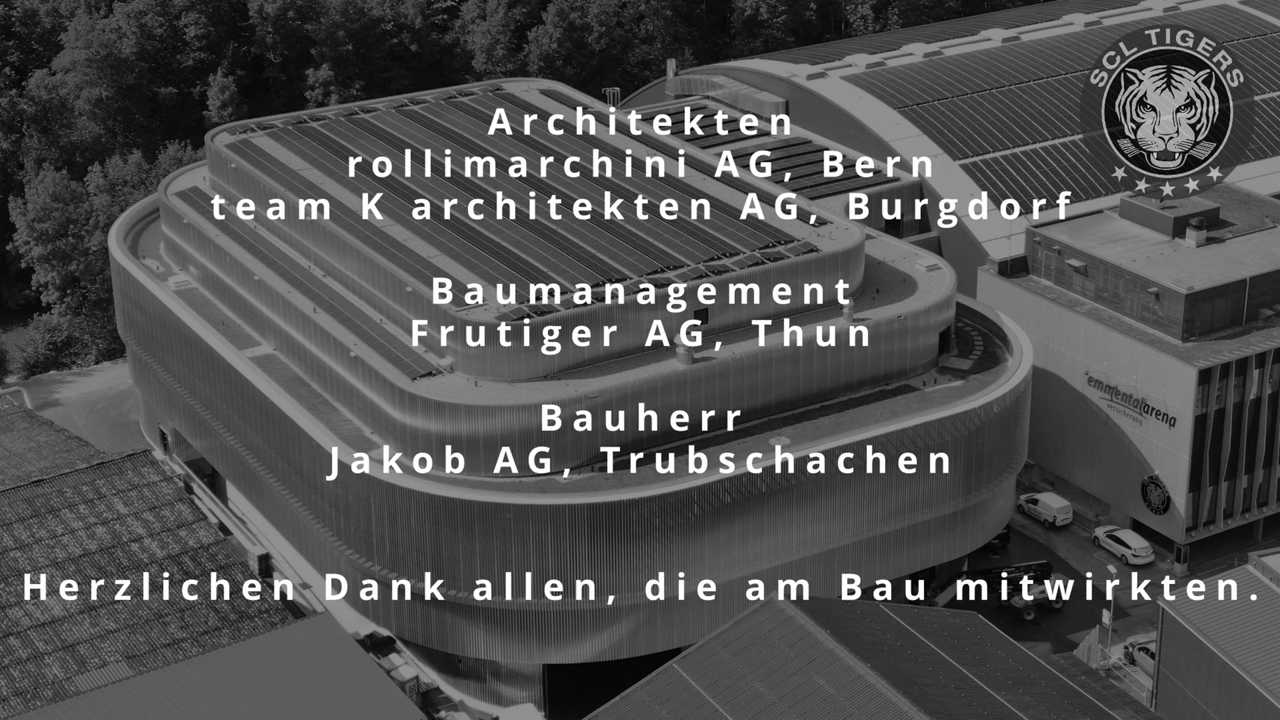 SCL TIGERS
Architekten
rollimarchini AG, Bern
team K architekten AG, Burgdorf
Baumanagement
Frutiger AG, Thun
Bauherr
Jakob AG, Trubschachen
emmental arena
versicherung
Herzlichen Dank allen, die am Bau mitwirkten.